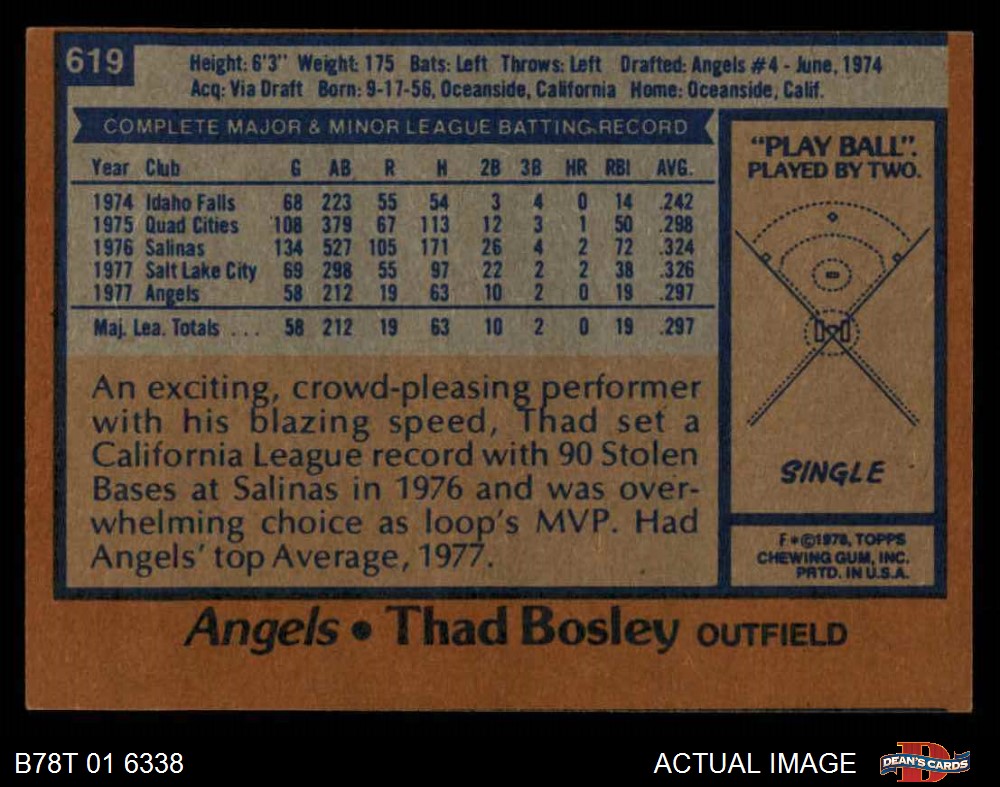 619
Height: 6'3" Weight: 175 Bats: Left Throws: Left Drafted: Angels #4 - June, 1974
Acq: Via Draft Born: 9-17-56, Oceanside, California Home: Oceanside, Calif.
COMPLETE MAJOR & MINOR LEAGUE BATTING RECORD
Year Club G AB R H 2B 3B HR RBI AVG.
1974 Idaho Falls 68 223 55 54 3 4 0 14 .242
1975 Quad Cities 108 379 67 113 12 3 1 50 .298
1976 Salinas 134 527 105 171 26 4 2 72 .324
1977 Salt Lake City 69 298 55 97 22 2 2 38 .326
1977 Angels 58 212 19 63 10 2 0 19 .297
Maj. Lea. Totals . . . 58 212 19 63 10 2 0 19 .297
An exciting, crowd-pleasing performer
with his blazing speed, Thad set a
California League record with 90 Stolen
Bases at Salinas in 1976 and was over-
whelming choice as loop's MVP. Had
Angels' top Average, 1977.
"PLAY BALL".
PLAYED BY TWO.
SINGLE
F*©1978, TOPPS
CHEWING GUM, INC.
PRTD. IN U.S.A.
Angels • Thad Bosley OUTFIELD
B78T 01 6338
ACTUAL IMAGE
D
DEAN'S CARDS